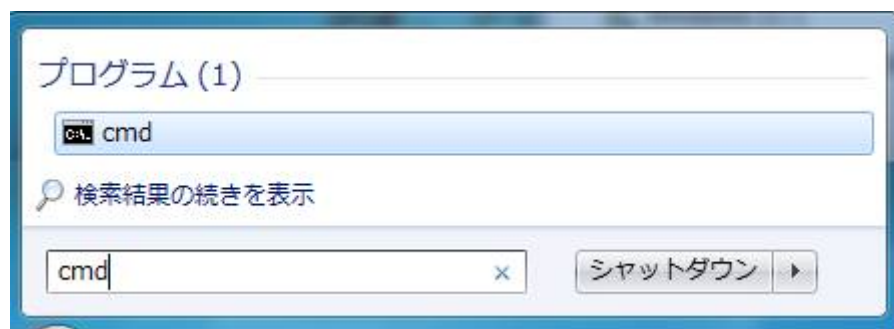 プログラム (1)
cmd
検索結果の続きを表示
cmd
シャットダウン